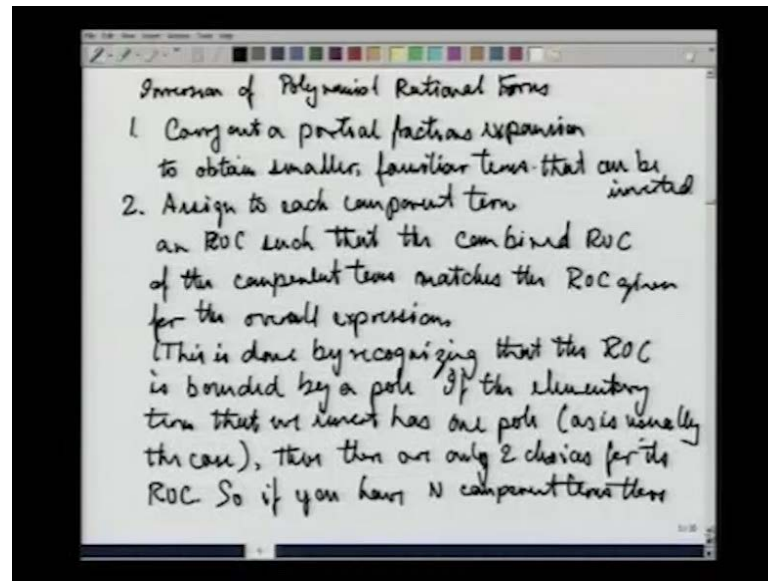 Inversion of Polynomial Rational Forms
1. Carry out a partial fractions expansion
to obtain smaller, familiar terms that can be
inverted
2. Assign to each component term
an ROC such that the combined ROC
of the component terms matches the ROC given
for the overall expression.
(This is done by recognizing that the ROC
is bounded by a pole If the elementary
term that we invert has one pole (as is usually
the case), then there are only 2 choices for its
ROC. So if you have N component terms there